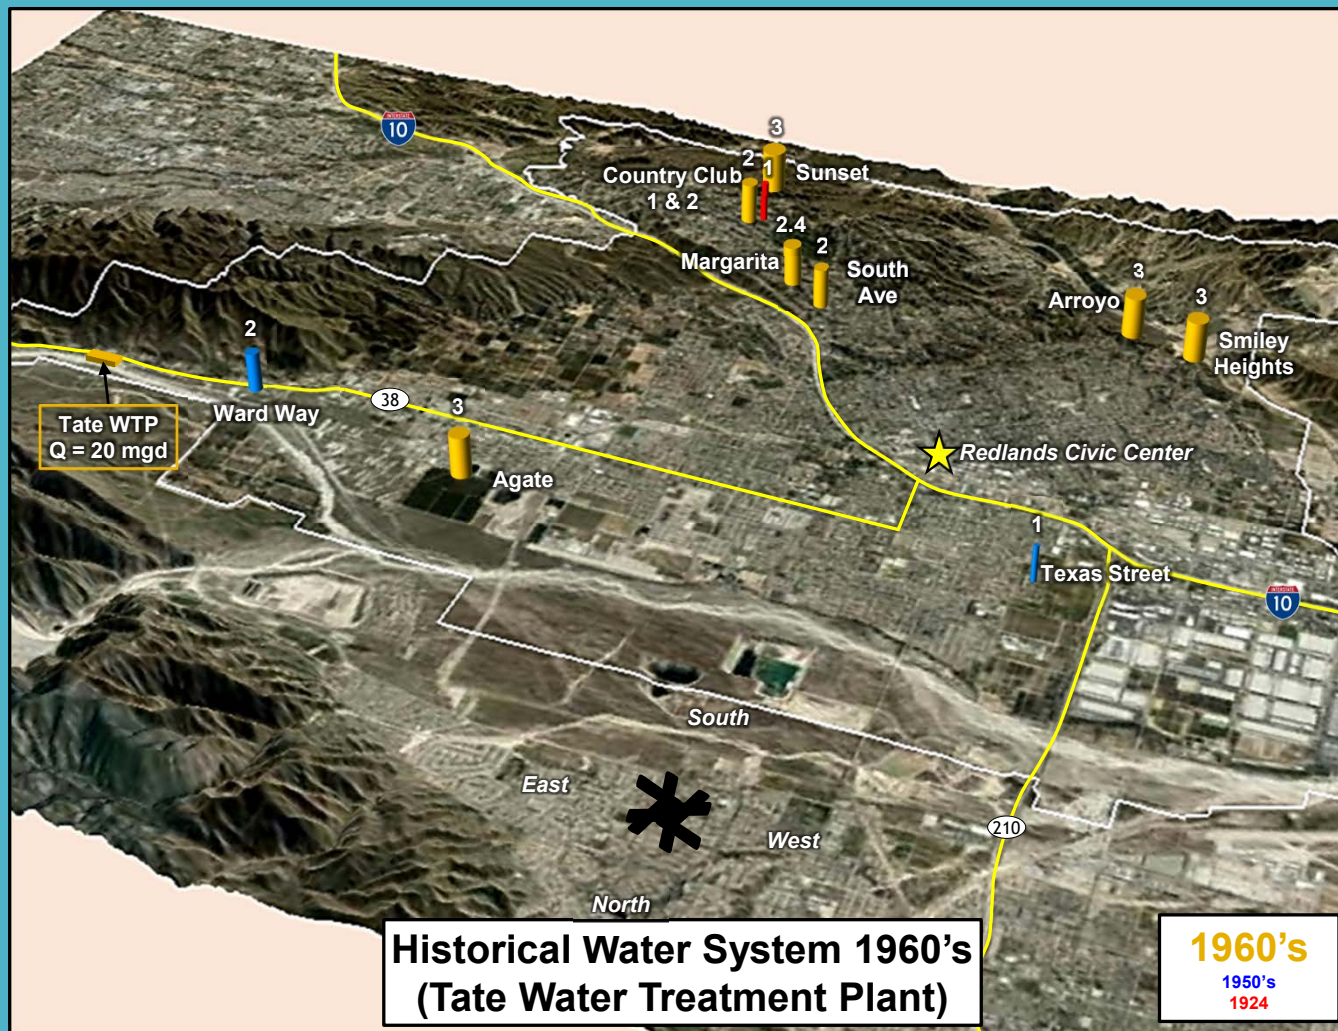 INTERSTATE
10
3
Sunset
2
1
Country Club
1 & 2
2.4
Margarita
2
South
Ave
3
Arroyo
3
Smiley
Heights
2
Ward Way
38
Tate WTP
Q = 20 mgd
3
Agate
Redlands Civic Center
1
Texas Street
INTERSTATE
10
South
East
West
North
210
Historical Water System 1960's
(Tate Water Treatment Plant)
1960's
1950's
1924